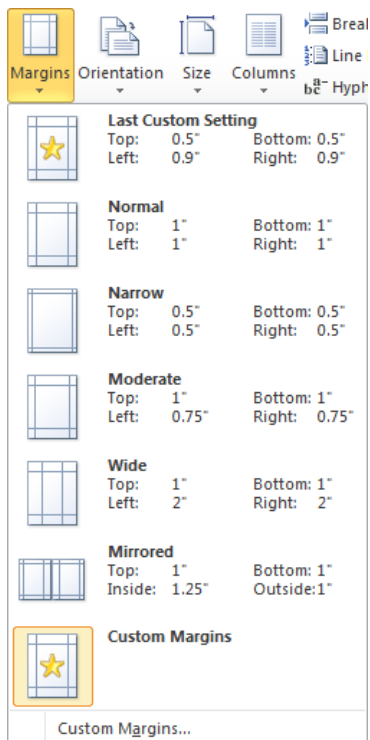 Margins Orientation Size Columns
Brea
Line
Hyph
Last Custom Setting
Top: 0.5" Bottom: 0.5"
Left: 0.9" Right: 0.9"
Normal
Top: 1" Bottom: 1"
Left: 1" Right: 1"
Narrow
Top: 0.5" Bottom: 0.5"
Left: 0.5" Right: 0.5"
Moderate
Top: 1" Bottom: 1"
Left: 0.75" Right: 0.75"
Wide
Top: 1" Bottom: 1"
Left: 2" Right: 2"
Mirrored
Top: 1" Bottom: 1"
Inside: 1.25" Outside:1"
Custom Margins
Custom Margins...